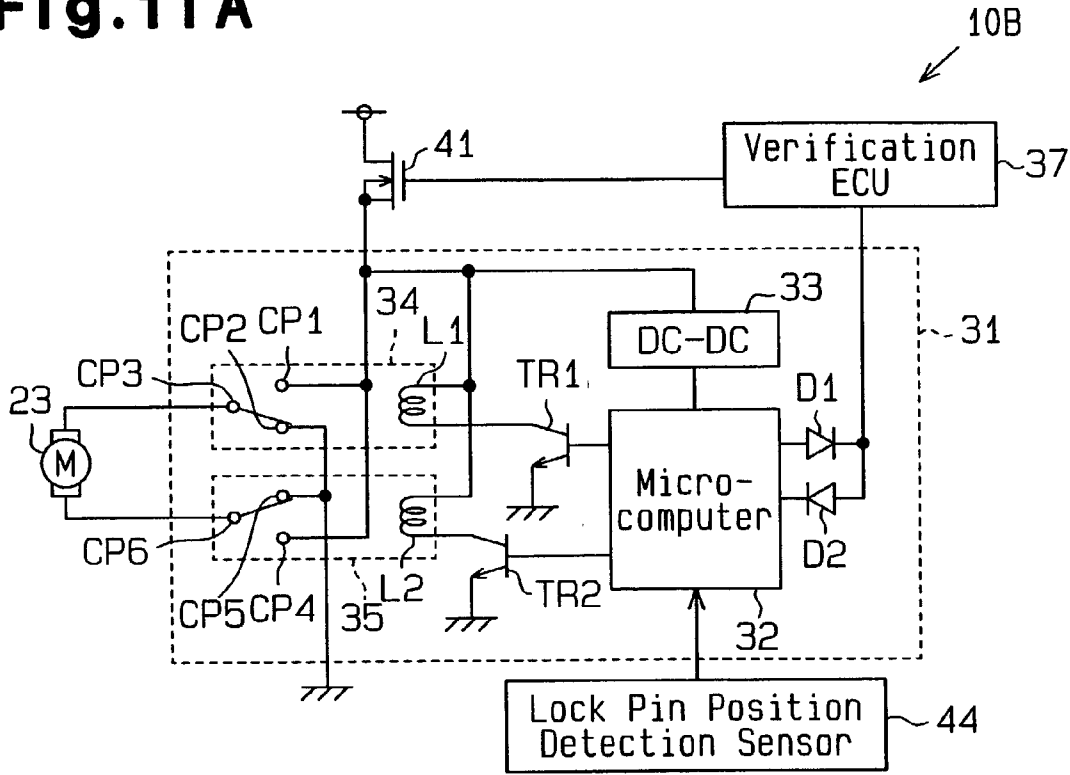 Fig.11A
10B
41
Verification
ECU
37
34
33
31
DC-DC
CP2
CP1
L1
CP3
TR1
D1
23
M
Micro-
computer
CP6
D2
CP5
CP4
35
L2
TR2
32
Lock Pin Position
Detection Sensor
44